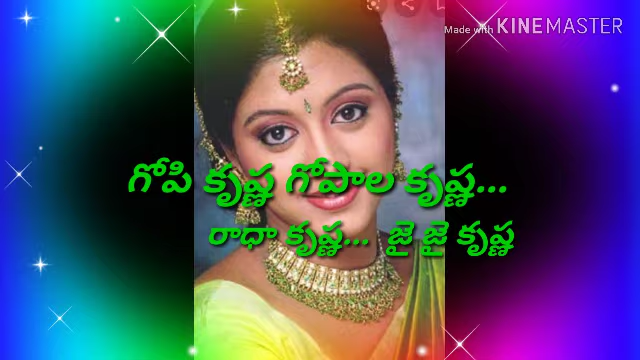 Made with KINEMASTER
గోపి కృష్ణ గోపాల కృష్ణ...
రాధా కృష్ణ... జై జై కృష్ణ